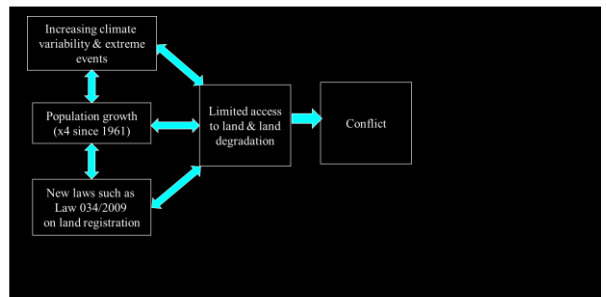 Increasing climate
variability & extreme
events
Population growth
(x4 since 1961)
New laws such as
Law 034/2009
on land registration
Limited access
to land & land
degradation
Conflict